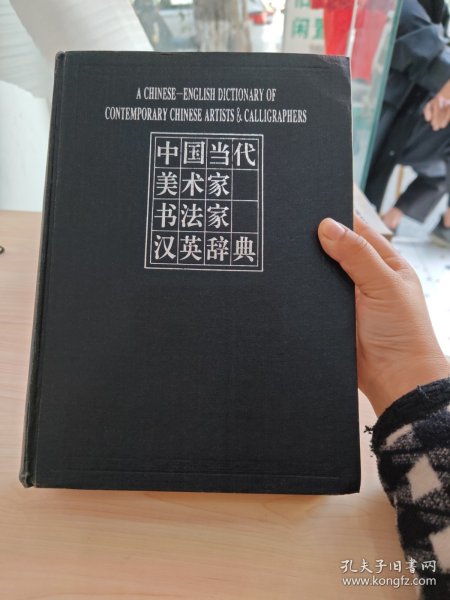 A CHINESE-ENGLISH DICTIONARY OF
CONTEMPORARY CHINESE ARTISTS & CALLIGRAPHERS
中国当代
美术家
书法家
汉英辞典
孔夫子旧书网
www.kongfz.com